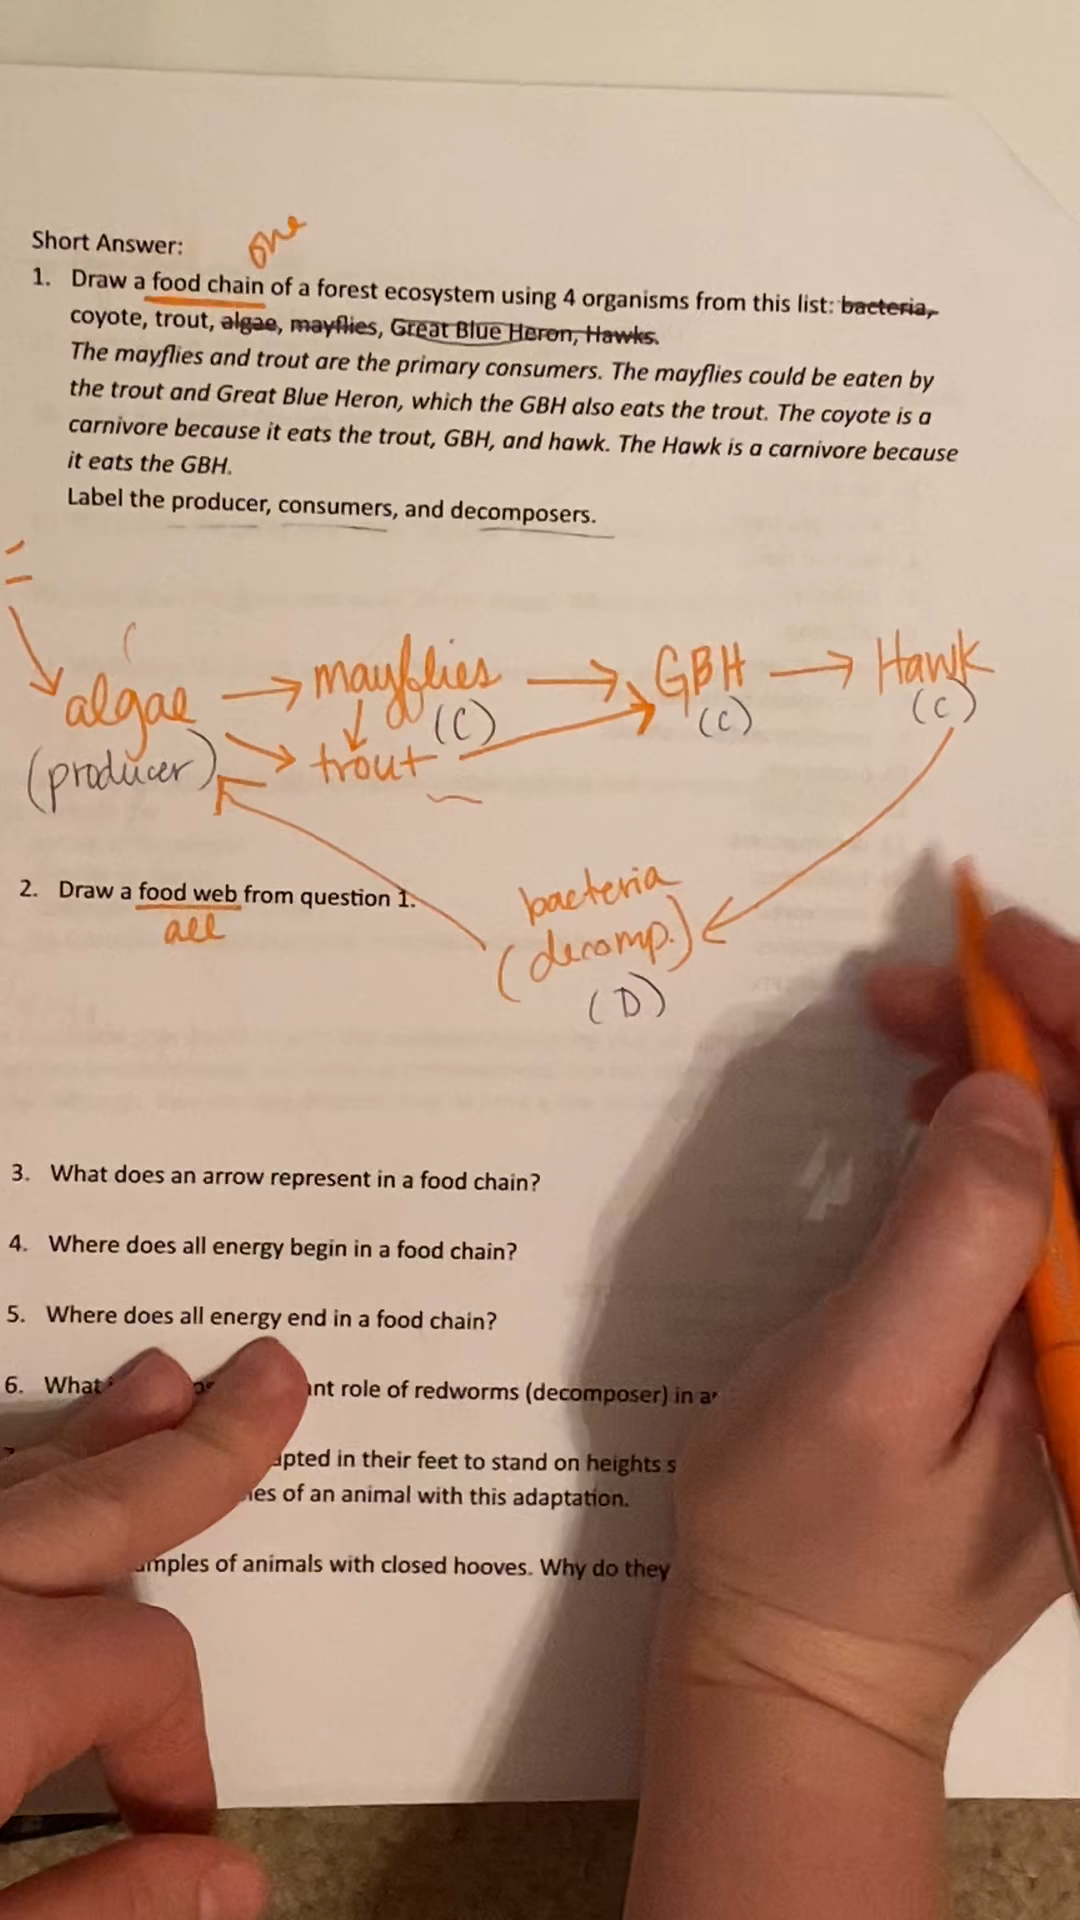 one
Short Answer:
1. Draw a food chain of a forest ecosystem using 4 organisms from this list: bacteria,
coyote, trout, algae, mayflies, Great Blue Heron, Hawks.
The mayflies and trout are the primary consumers. The mayflies could be eaten by
the trout and Great Blue Heron, which the GBH also eats the trout. The coyote is a
carnivore because it eats the trout, GBH, and hawk. The Hawk is a carnivore because
it eats the GBH.
Label the producer, consumers, and decomposers.
algae → mayflies → GBH → Hawk
(C) (C) (C)
(producer) trout
bacteria
2. Draw a food web from question 1.
all
(decomp.)
(D)
3. What does an arrow represent in a food chain?
4. Where does all energy begin in a food chain?
5. Where does all energy end in a food chain?
6. What role of redworms (decomposer) in
in their feet to stand on heights
of an animal with this adaptation.
of animals with closed hooves. Why do they